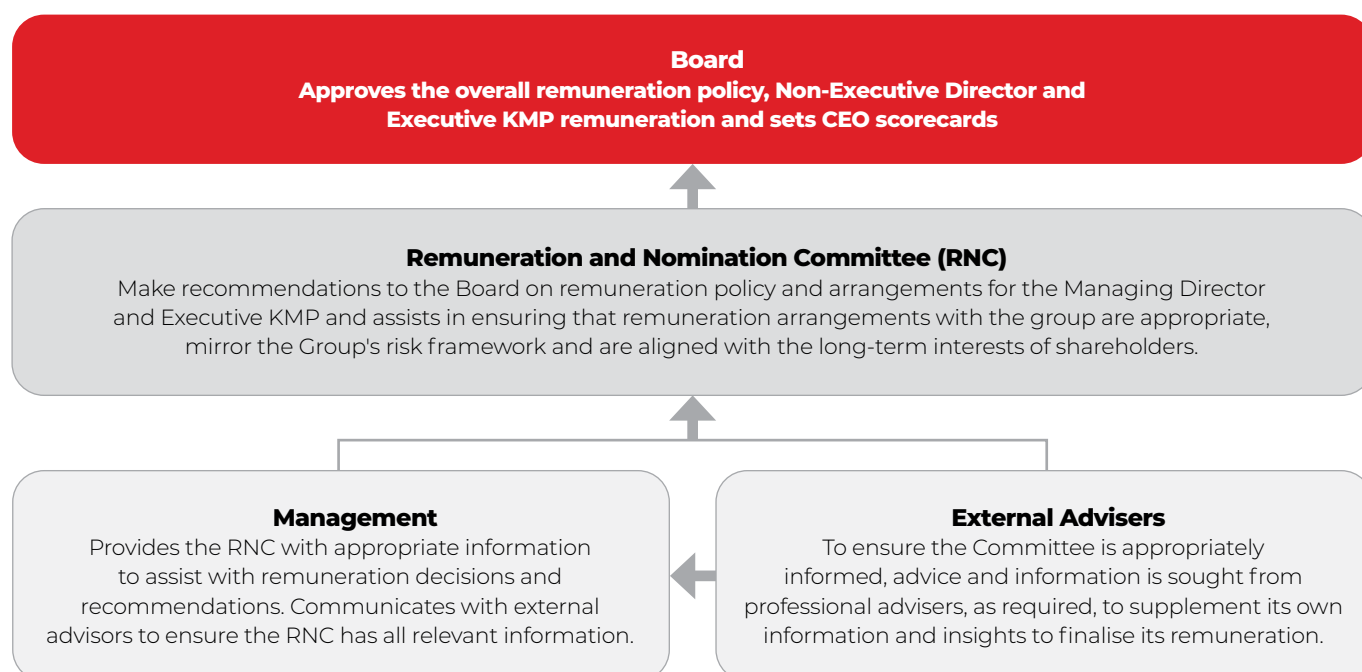 Board
Approves the overall remuneration policy, Non-Executive Director and
Executive KMP remuneration and sets CEO scorecards
Remuneration and Nomination Committee (RNC)
Make recommendations to the Board on remuneration policy and arrangements for the Managing Director
and Executive KMP and assists in ensuring that remuneration arrangements with the group are appropriate,
mirror the Group's risk framework and are aligned with the long-term interests of shareholders.
Management
Provides the RNC with appropriate information
to assist with remuneration decisions and
recommendations. Communicates with external
advisors to ensure the RNC has all relevant information.
External Advisers
To ensure the Committee is appropriately
informed, advice and information is sought from
professional advisers, as required, to supplement its own
information and insights to finalise its remuneration.